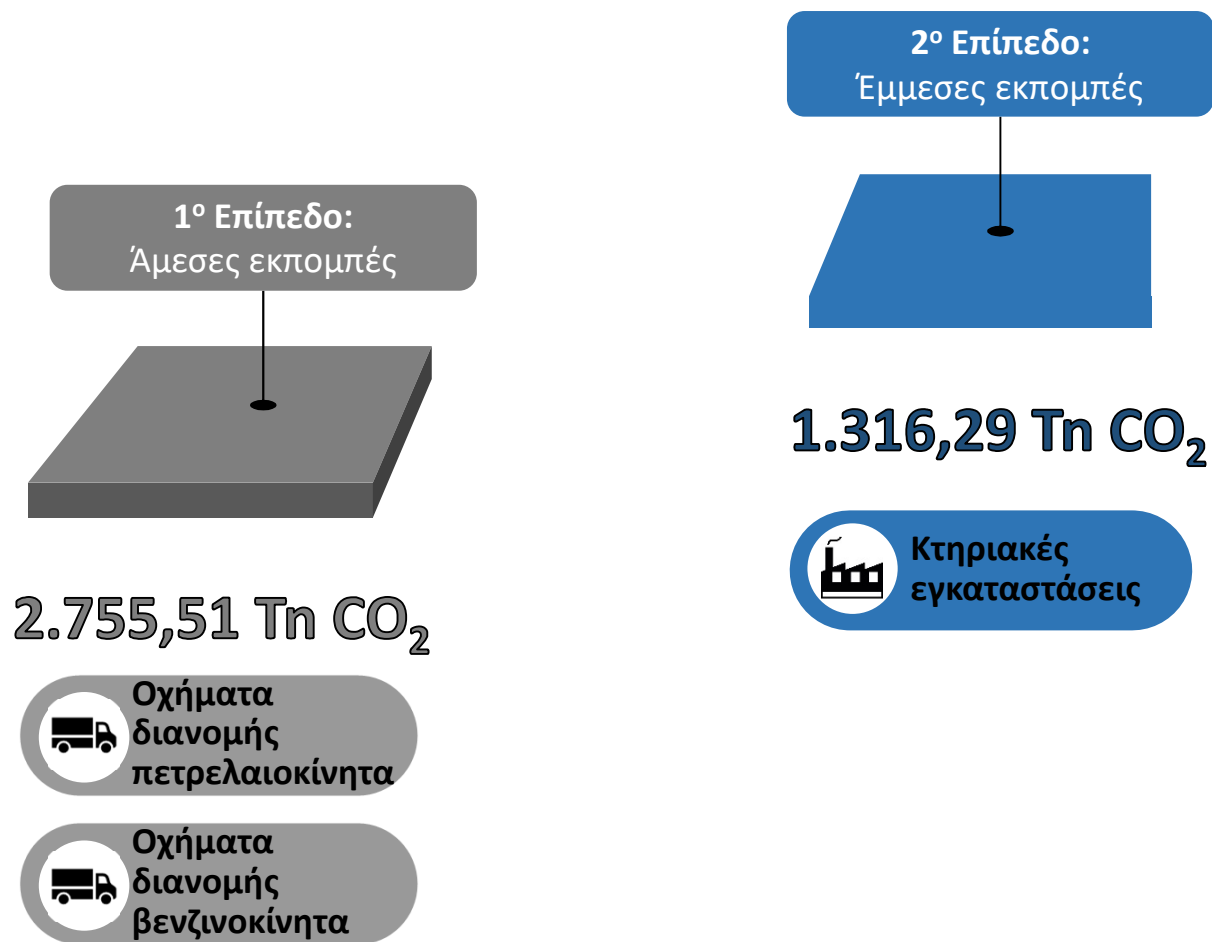 1ο Επίπεδο:
Άμεσες εκπομπές
2.755,51 Tn CO₂
Οχήματα
διανομής
πετρελαιοκίνητα
Οχήματα
διανομής
βενζινοκίνητα
2ο Επίπεδο:
Έμμεσες εκπομπές
1.316,29 Tn CO₂
Κτηριακές
εγκαταστάσεις